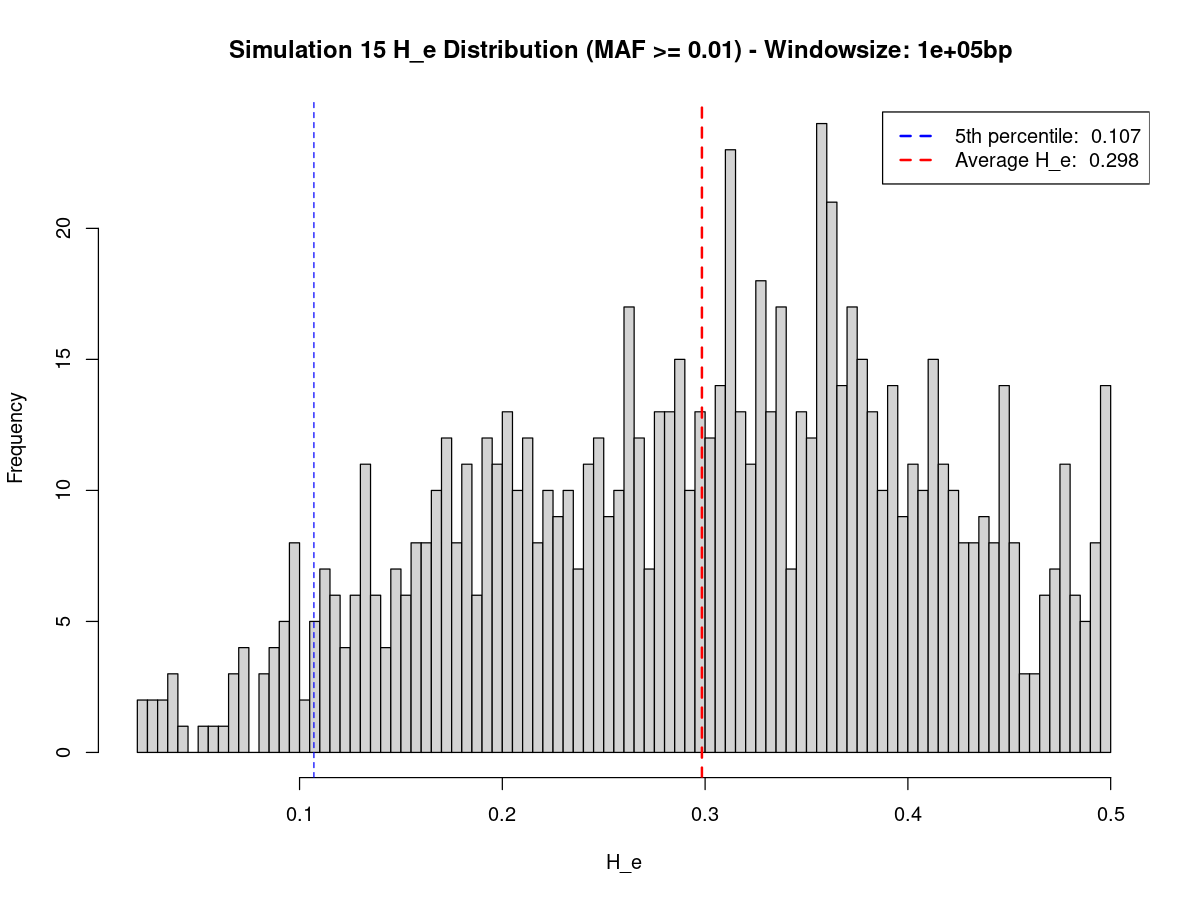 Simulation 15 H_e Distribution (MAF >= 0.01) - Windowsize: 1e+05bp
5th percentile:  0.107
Average H_e:  0.298
Frequency
20
15
10
5
0
0.1 0.2 0.3 0.4 0.5
H_e